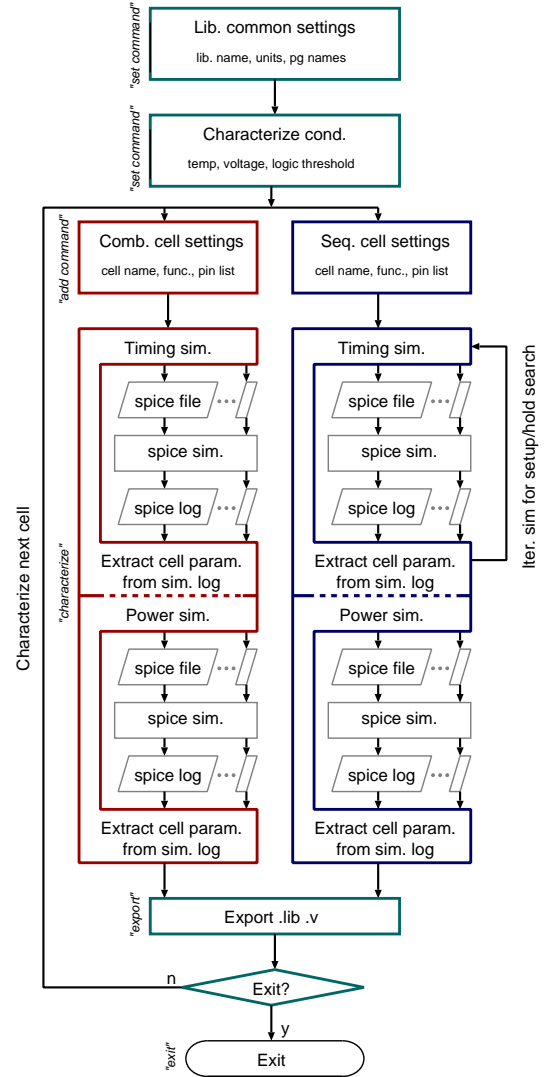 "set command"
Lib. common settings
lib. name, units, pg names
"set command"
Characterize cond.
temp, voltage, logic threshold
"add command"
Comb. cell settings
cell name, func., pin list
Seq. cell settings
cell name, func., pin list
Characterize next cell
"characterize"
Timing sim.
spice file
spice sim.
spice log
Extract cell param.
from sim. log
Power sim.
spice file
spice sim.
spice log
Extract cell param.
from sim. log
Timing sim.
spice file
spice sim.
spice log
Extract cell param.
from sim. log
Power sim.
spice file
spice sim.
spice log
Extract cell param.
from sim. log
Iter. sim for setup/hold search
"export"
Export .lib .v
n
Exit?
y
"exit"
Exit